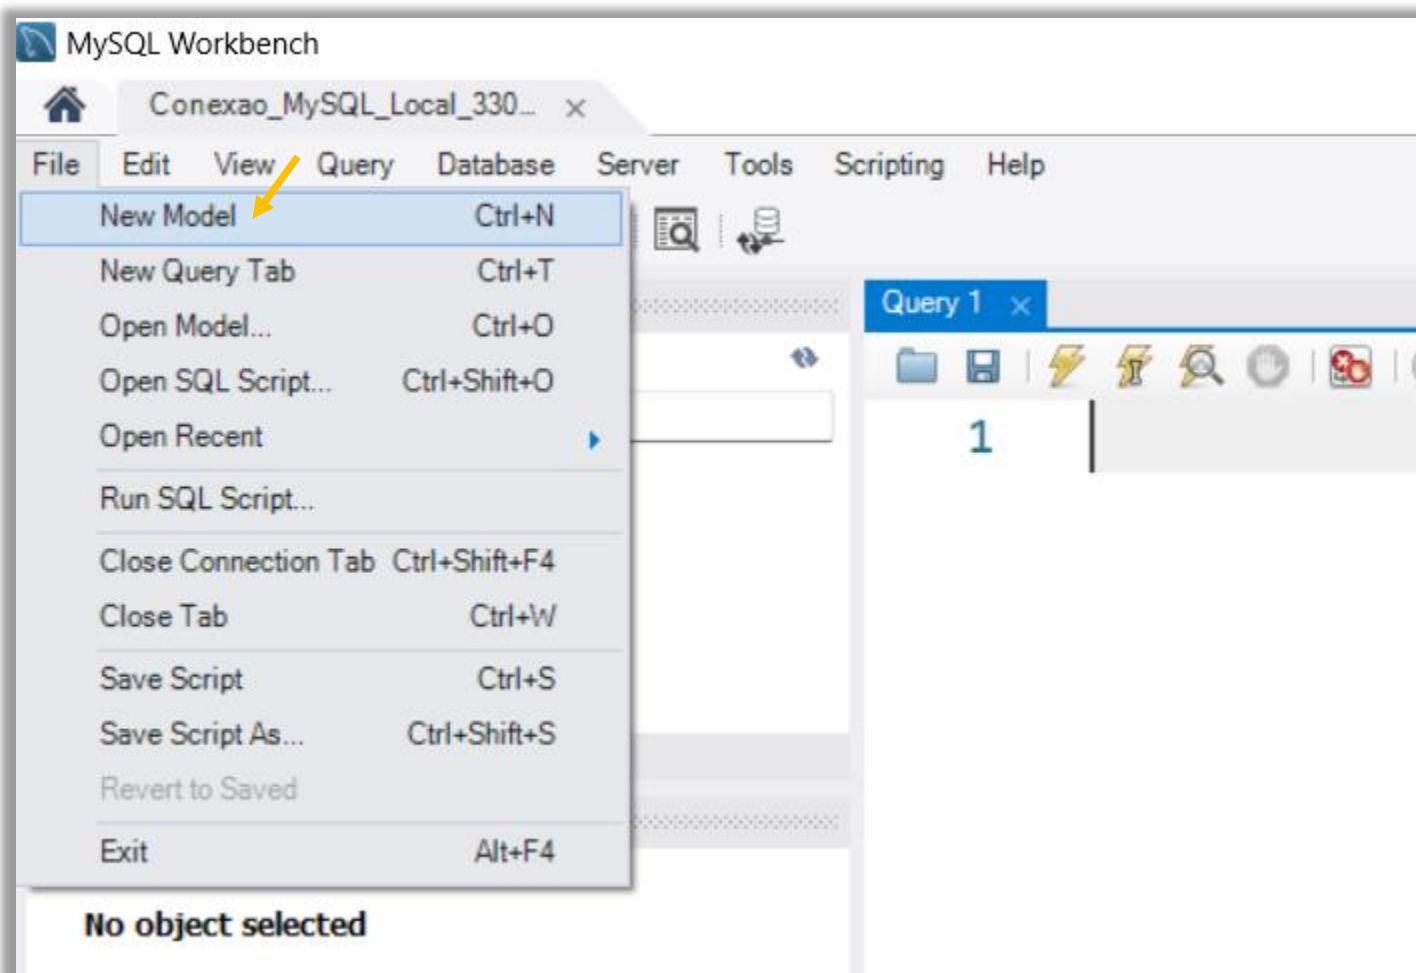 MySQL Workbench
Conexao_MySQL_Local_330...
File Edit View Query Database Server Tools Scripting Help
New Model Ctrl+N
New Query Tab Ctrl+T
Open Model... Ctrl+O
Open SQL Script... Ctrl+Shift+O
Open Recent
Run SQL Script...
Close Connection Tab Ctrl+Shift+F4
Close Tab Ctrl+W
Save Script Ctrl+S
Save Script As... Ctrl+Shift+S
Revert to Saved
Exit Alt+F4
No object selected
Query 1
1